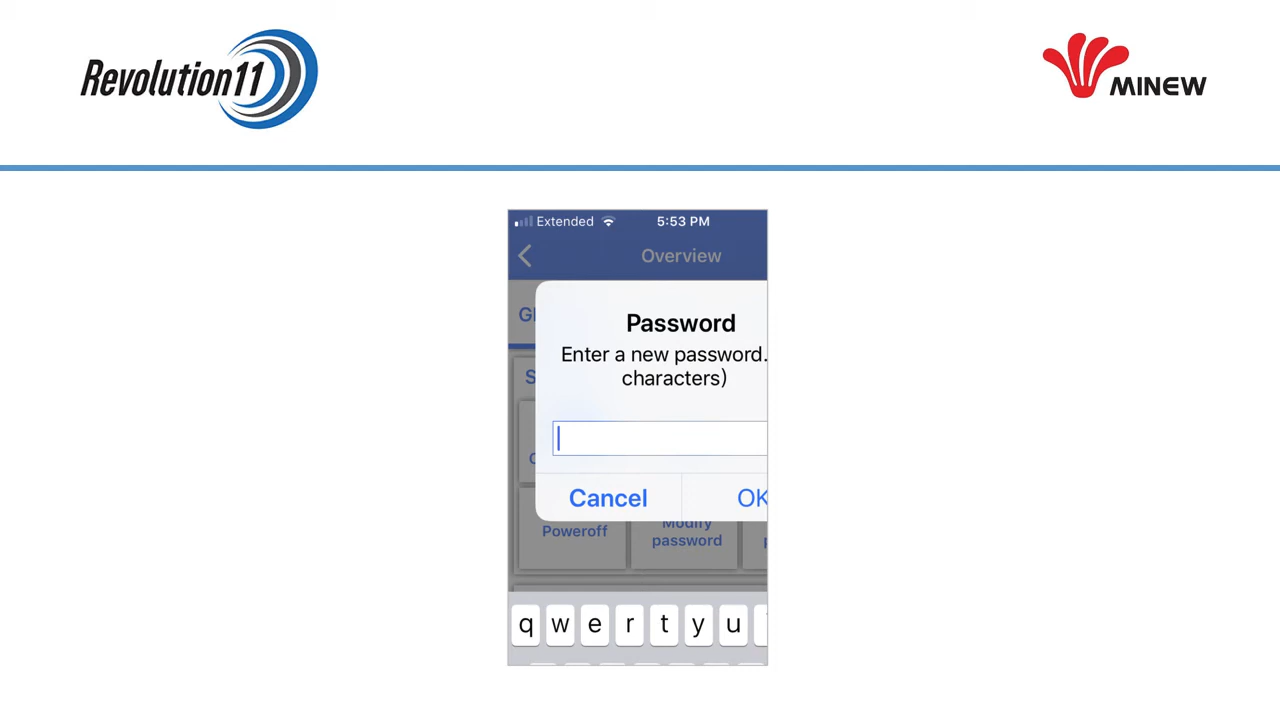 Revolution11
MINEW
Extended 5:53 PM
Overview
Password
Enter a new password.
characters)
Cancel OK
Poweroff
Modify
password
q w e r t y u